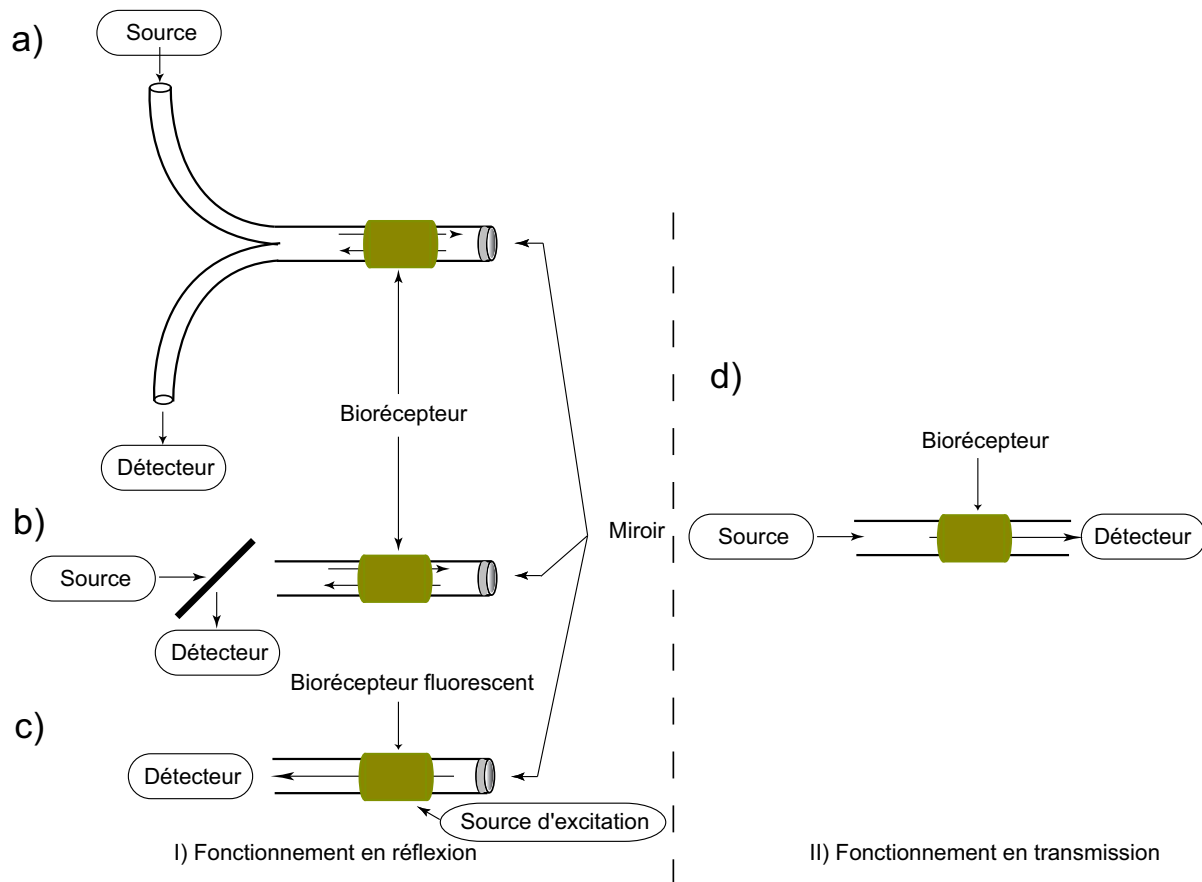 a)
Source
Détecteur
Biorécepteur
b)
Source
Détecteur
Miroir
Biorécepteur fluorescent
c)
Détecteur
Source d'excitation
I) Fonctionnement en réflexion
d)
Biorécepteur
Source
Détecteur
II) Fonctionnement en transmission